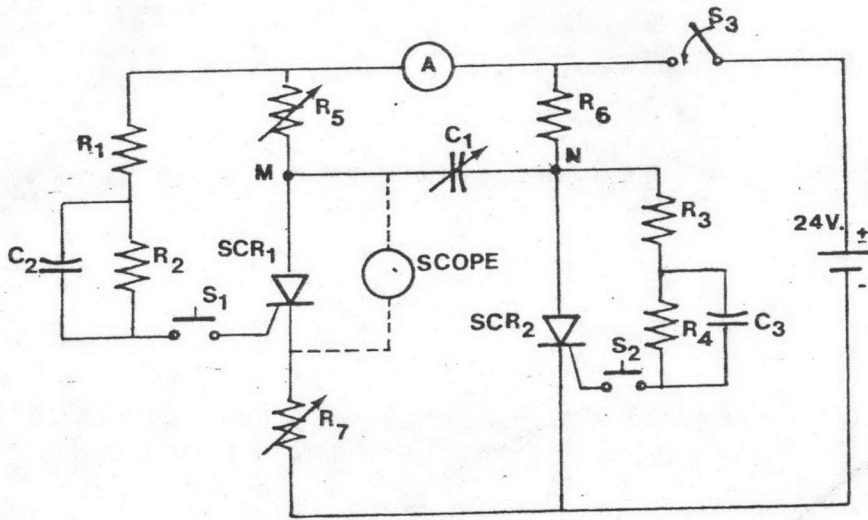 S3
A
R5
R6
R1
C1
M
N
R3
24V.
+
-
C2
R2
SCR1
SCOPE
S1
SCR2
R4
C3
S2
R7